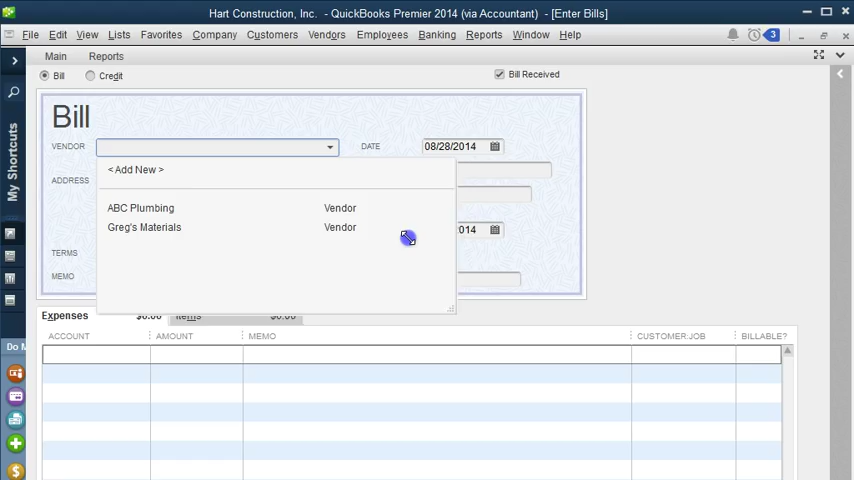 Hart Construction, Inc. - QuickBooks Premier 2014 (via Accountant) - [Enter Bills]
File Edit View Lists Favorites Company Customers Vendors Employees Banking Reports Window Help 3
Main Reports
Bill Credit Bill Received
Bill
VENDOR DATE 08/28/2014
< Add New >
ADDRESS
ABC Plumbing Vendor
Greg's Materials Vendor
2014
TERMS
MEMO
Expenses $0.00 Items $0.00
ACCOUNT AMOUNT MEMO CUSTOMER:JOB BILLABLE?
My Shortcuts
Do M